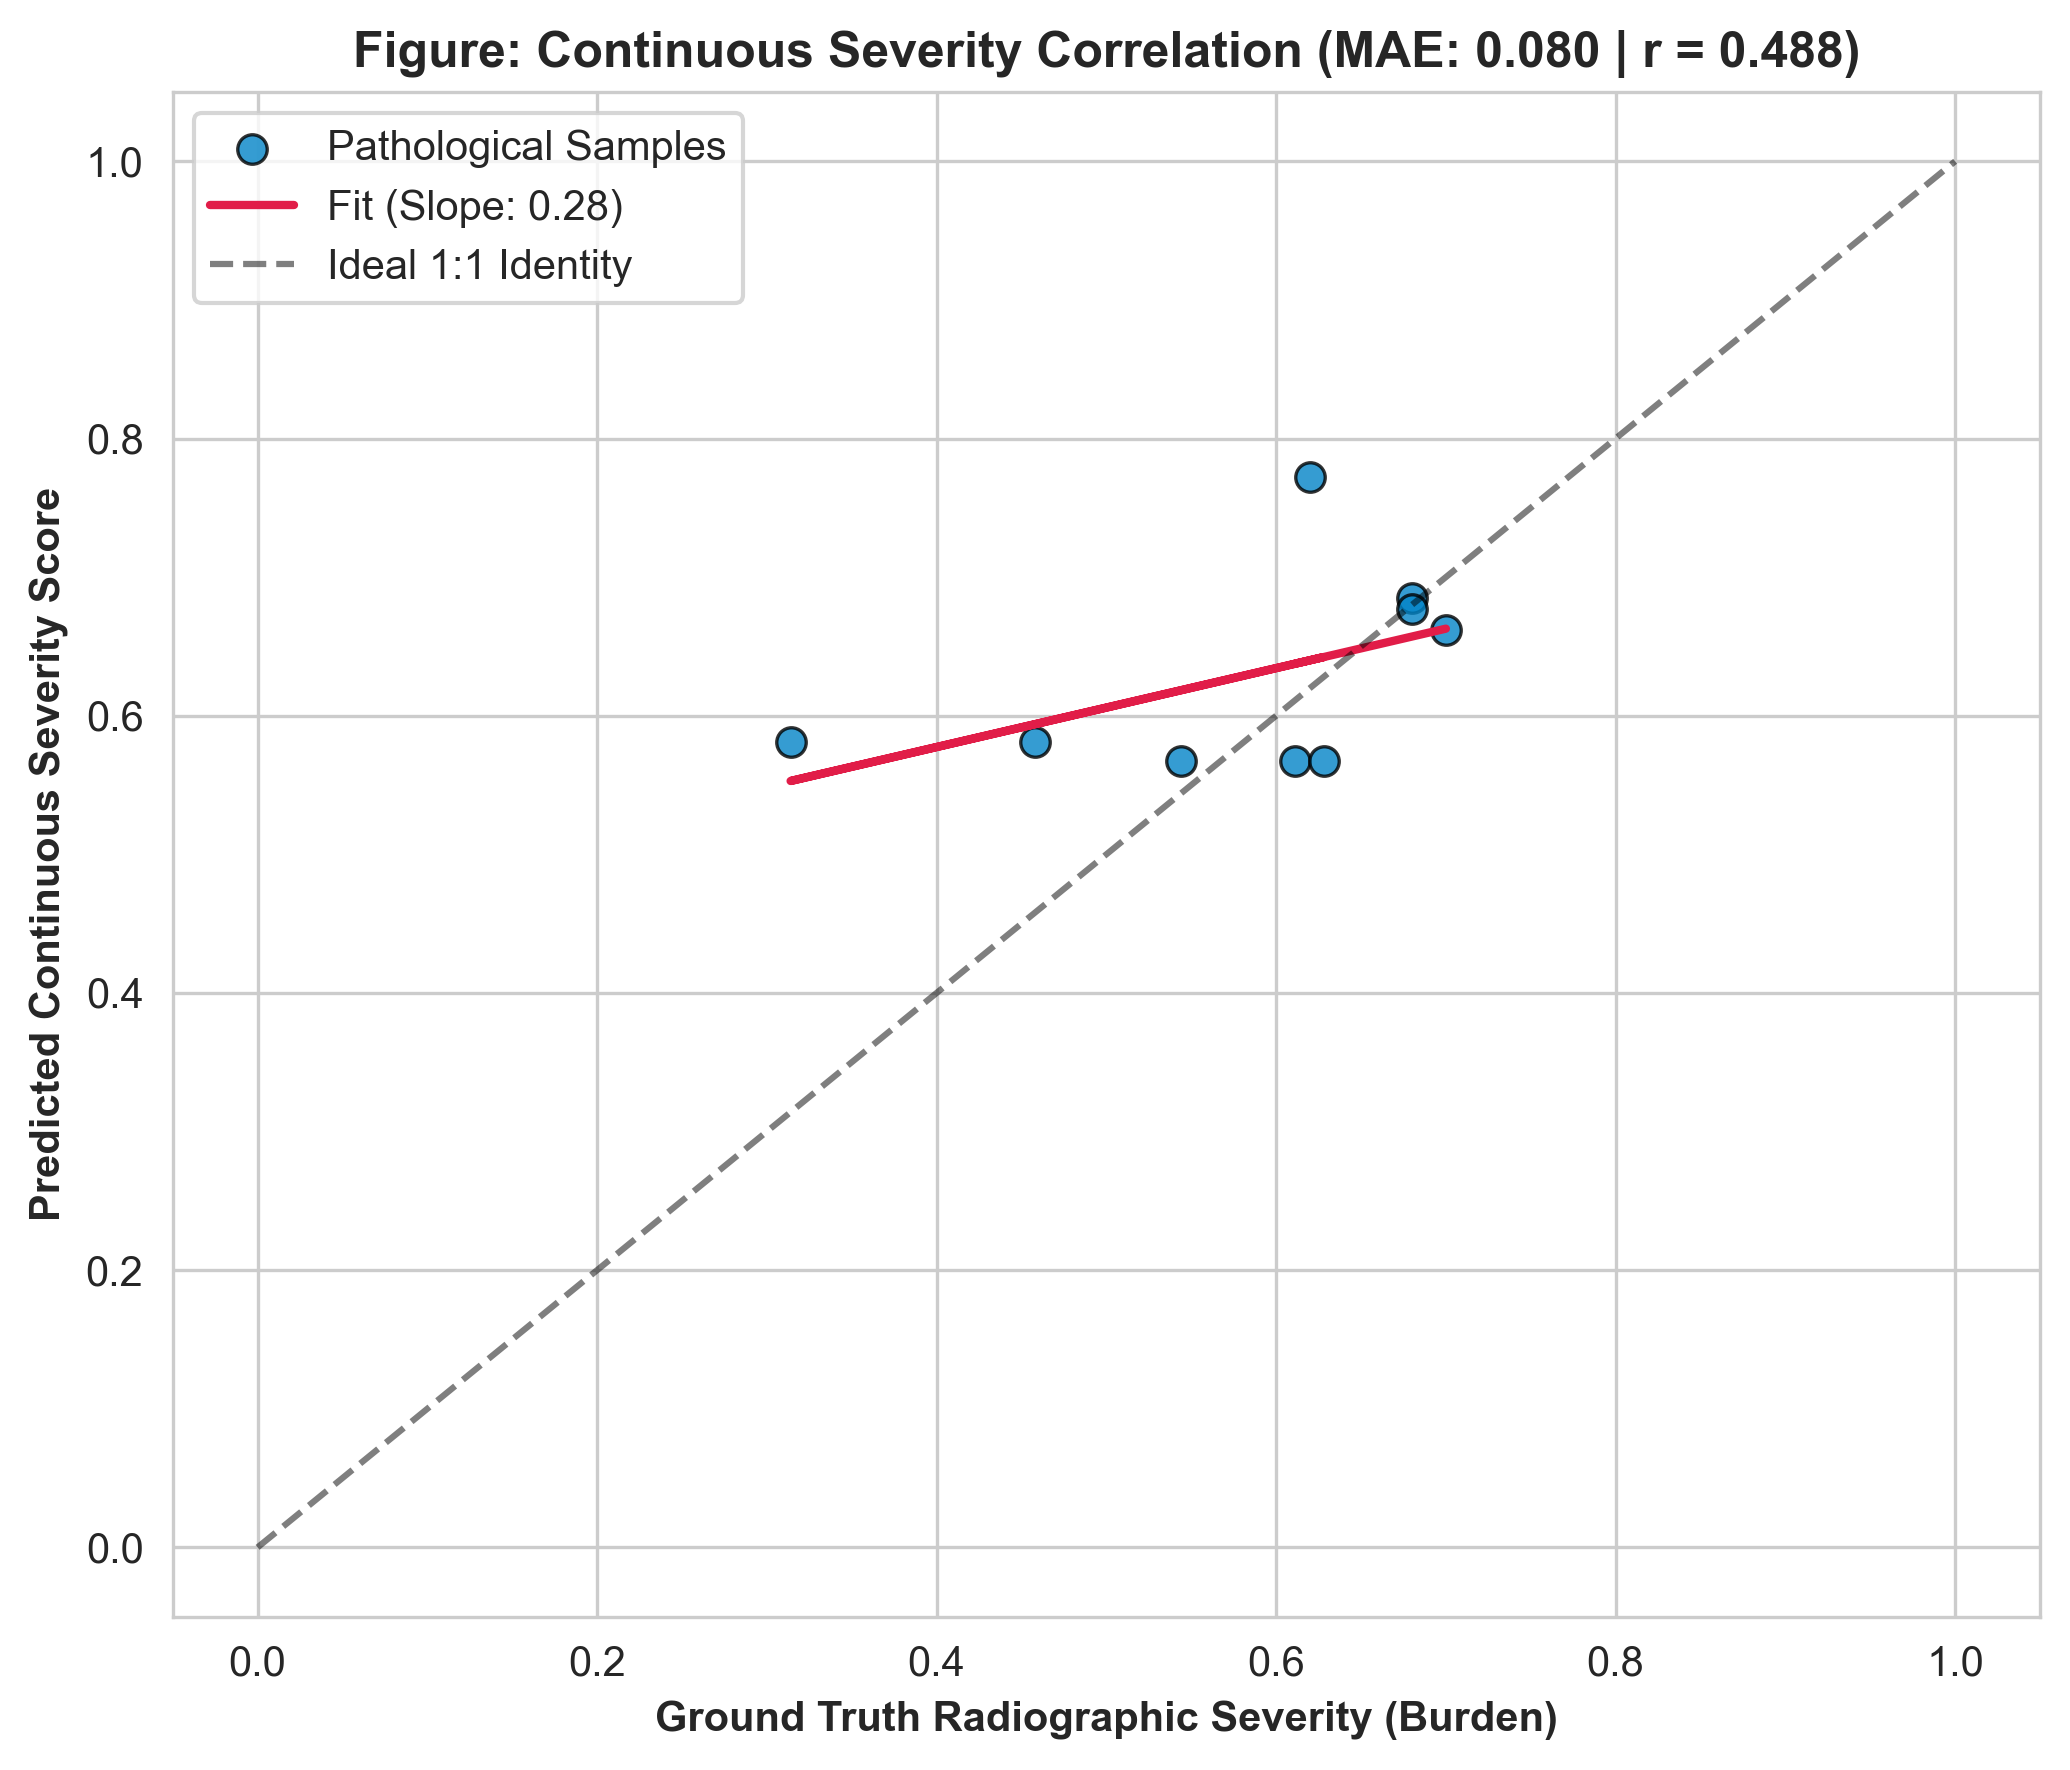 Figure: Continuous Severity Correlation (MAE: 0.080 | r = 0.488)
Pathological Samples
Fit (Slope: 0.28)
Ideal 1:1 Identity
1.0
0.8
0.6
0.4
0.2
0.0
Predicted Continuous Severity Score
0.0 0.2 0.4 0.6 0.8 1.0
Ground Truth Radiographic Severity (Burden)